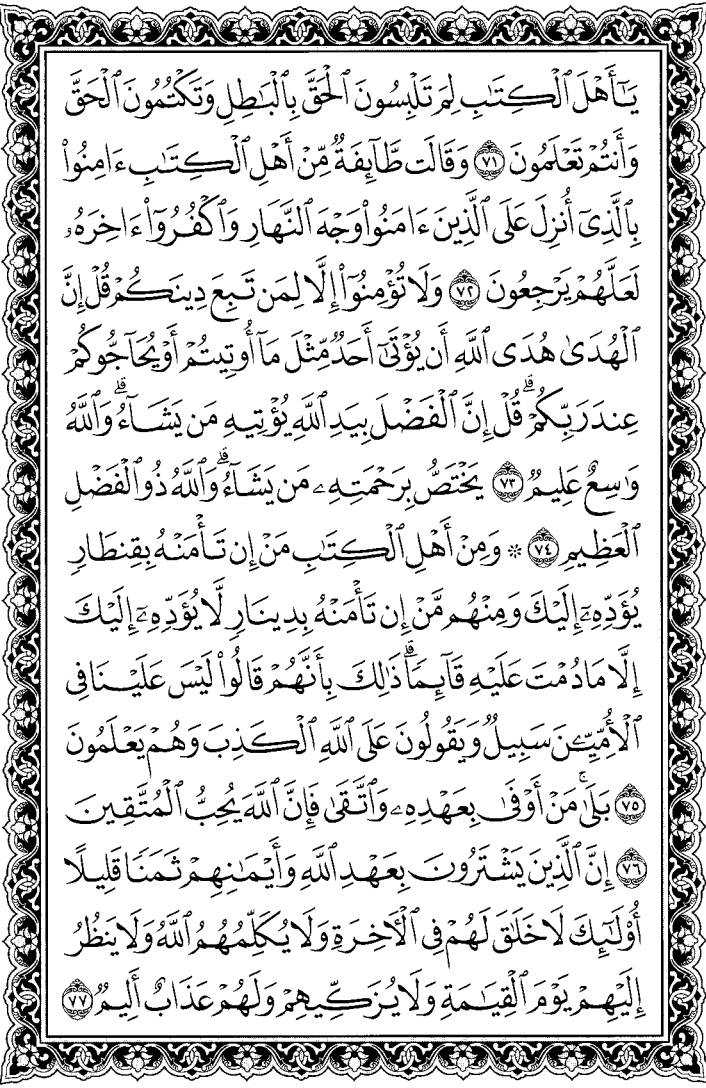 يَٰٓأَهۡلَ ٱلۡكِتَٰبِ لِمَ تَلۡبِسُونَ ٱلۡحَقَّ بِٱلۡبَٰطِلِ وَتَكۡتُمُونَ ٱلۡحَقَّ
وَأَنتُمۡ تَعۡلَمُونَ ٧١ وَقَالَت طَّآئِفَةٞ مِّنۡ أَهۡلِ ٱلۡكِتَٰبِ ءَامِنُواْ
بِٱلَّذِيٓ أُنزِلَ عَلَى ٱلَّذِينَ ءَامَنُواْ وَجۡهَ ٱلنَّهَارِ وَٱكۡفُرُوٓاْ ءَاخِرَهُۥ
لَعَلَّهُمۡ يَرۡجِعُونَ ٧٢ وَلَا تُؤۡمِنُوٓاْ إِلَّا لِمَن تَبِعَ دِينَكُمۡ قُلۡ إِنَّ
ٱلۡهُدَىٰ هُدَى ٱللَّهِ أَن يُؤۡتَىٰٓ أَحَدٞ مِّثۡلَ مَآ أُوتِيتُمۡ أَوۡ يُحَآجُّوكُمۡ
عِندَ رَبِّكُمۡۗ قُلۡ إِنَّ ٱلۡفَضۡلَ بِيَدِ ٱللَّهِ يُؤۡتِيهِ مَن يَشَآءُۗ وَٱللَّهُ
وَٰسِعٌ عَلِيمٞ ٧٣ يَخۡتَصُّ بِرَحۡمَتِهِۦ مَن يَشَآءُۗ وَٱللَّهُ ذُو ٱلۡفَضۡلِ
ٱلۡعَظِيمِ ٧٤ ۞ وَمِنۡ أَهۡلِ ٱلۡكِتَٰبِ مَنۡ إِن تَأۡمَنۡهُ بِقِنطَارٖ
يُؤَدِّهِۦٓ إِلَيۡكَ وَمِنۡهُم مَّنۡ إِن تَأۡمَنۡهُ بِدِينَارٖ لَّا يُؤَدِّهِۦٓ إِلَيۡكَ
إِلَّا مَا دُمۡتَ عَلَيۡهِ قَآئِمٗاۗ ذَٰلِكَ بِأَنَّهُمۡ قَالُواْ لَيۡسَ عَلَيۡنَا فِي
ٱلۡأُمِّيِّـۧنَ سَبِيلٞ وَيَقُولُونَ عَلَى ٱللَّهِ ٱلۡكَذِبَ وَهُمۡ يَعۡلَمُونَ
٧٥ بَلَىٰۚ مَنۡ أَوۡفَىٰ بِعَهۡدِهِۦ وَٱتَّقَىٰ فَإِنَّ ٱللَّهَ يُحِبُّ ٱلۡمُتَّقِينَ
٧٦ إِنَّ ٱلَّذِينَ يَشۡتَرُونَ بِعَهۡدِ ٱللَّهِ وَأَيۡمَٰنِهِمۡ ثَمَنٗا قَلِيلًا
أُوْلَٰٓئِكَ لَا خَلَٰقَ لَهُمۡ فِي ٱلۡأٓخِرَةِ وَلَا يُكَلِّمُهُمُ ٱللَّهُ وَلَا يَنظُرُ
إِلَيۡهِمۡ يَوۡمَ ٱلۡقِيَٰمَةِ وَلَا يُزَكِّيهِمۡ وَلَهُمۡ عَذَابٌ أَلِيمٞ ٧٧